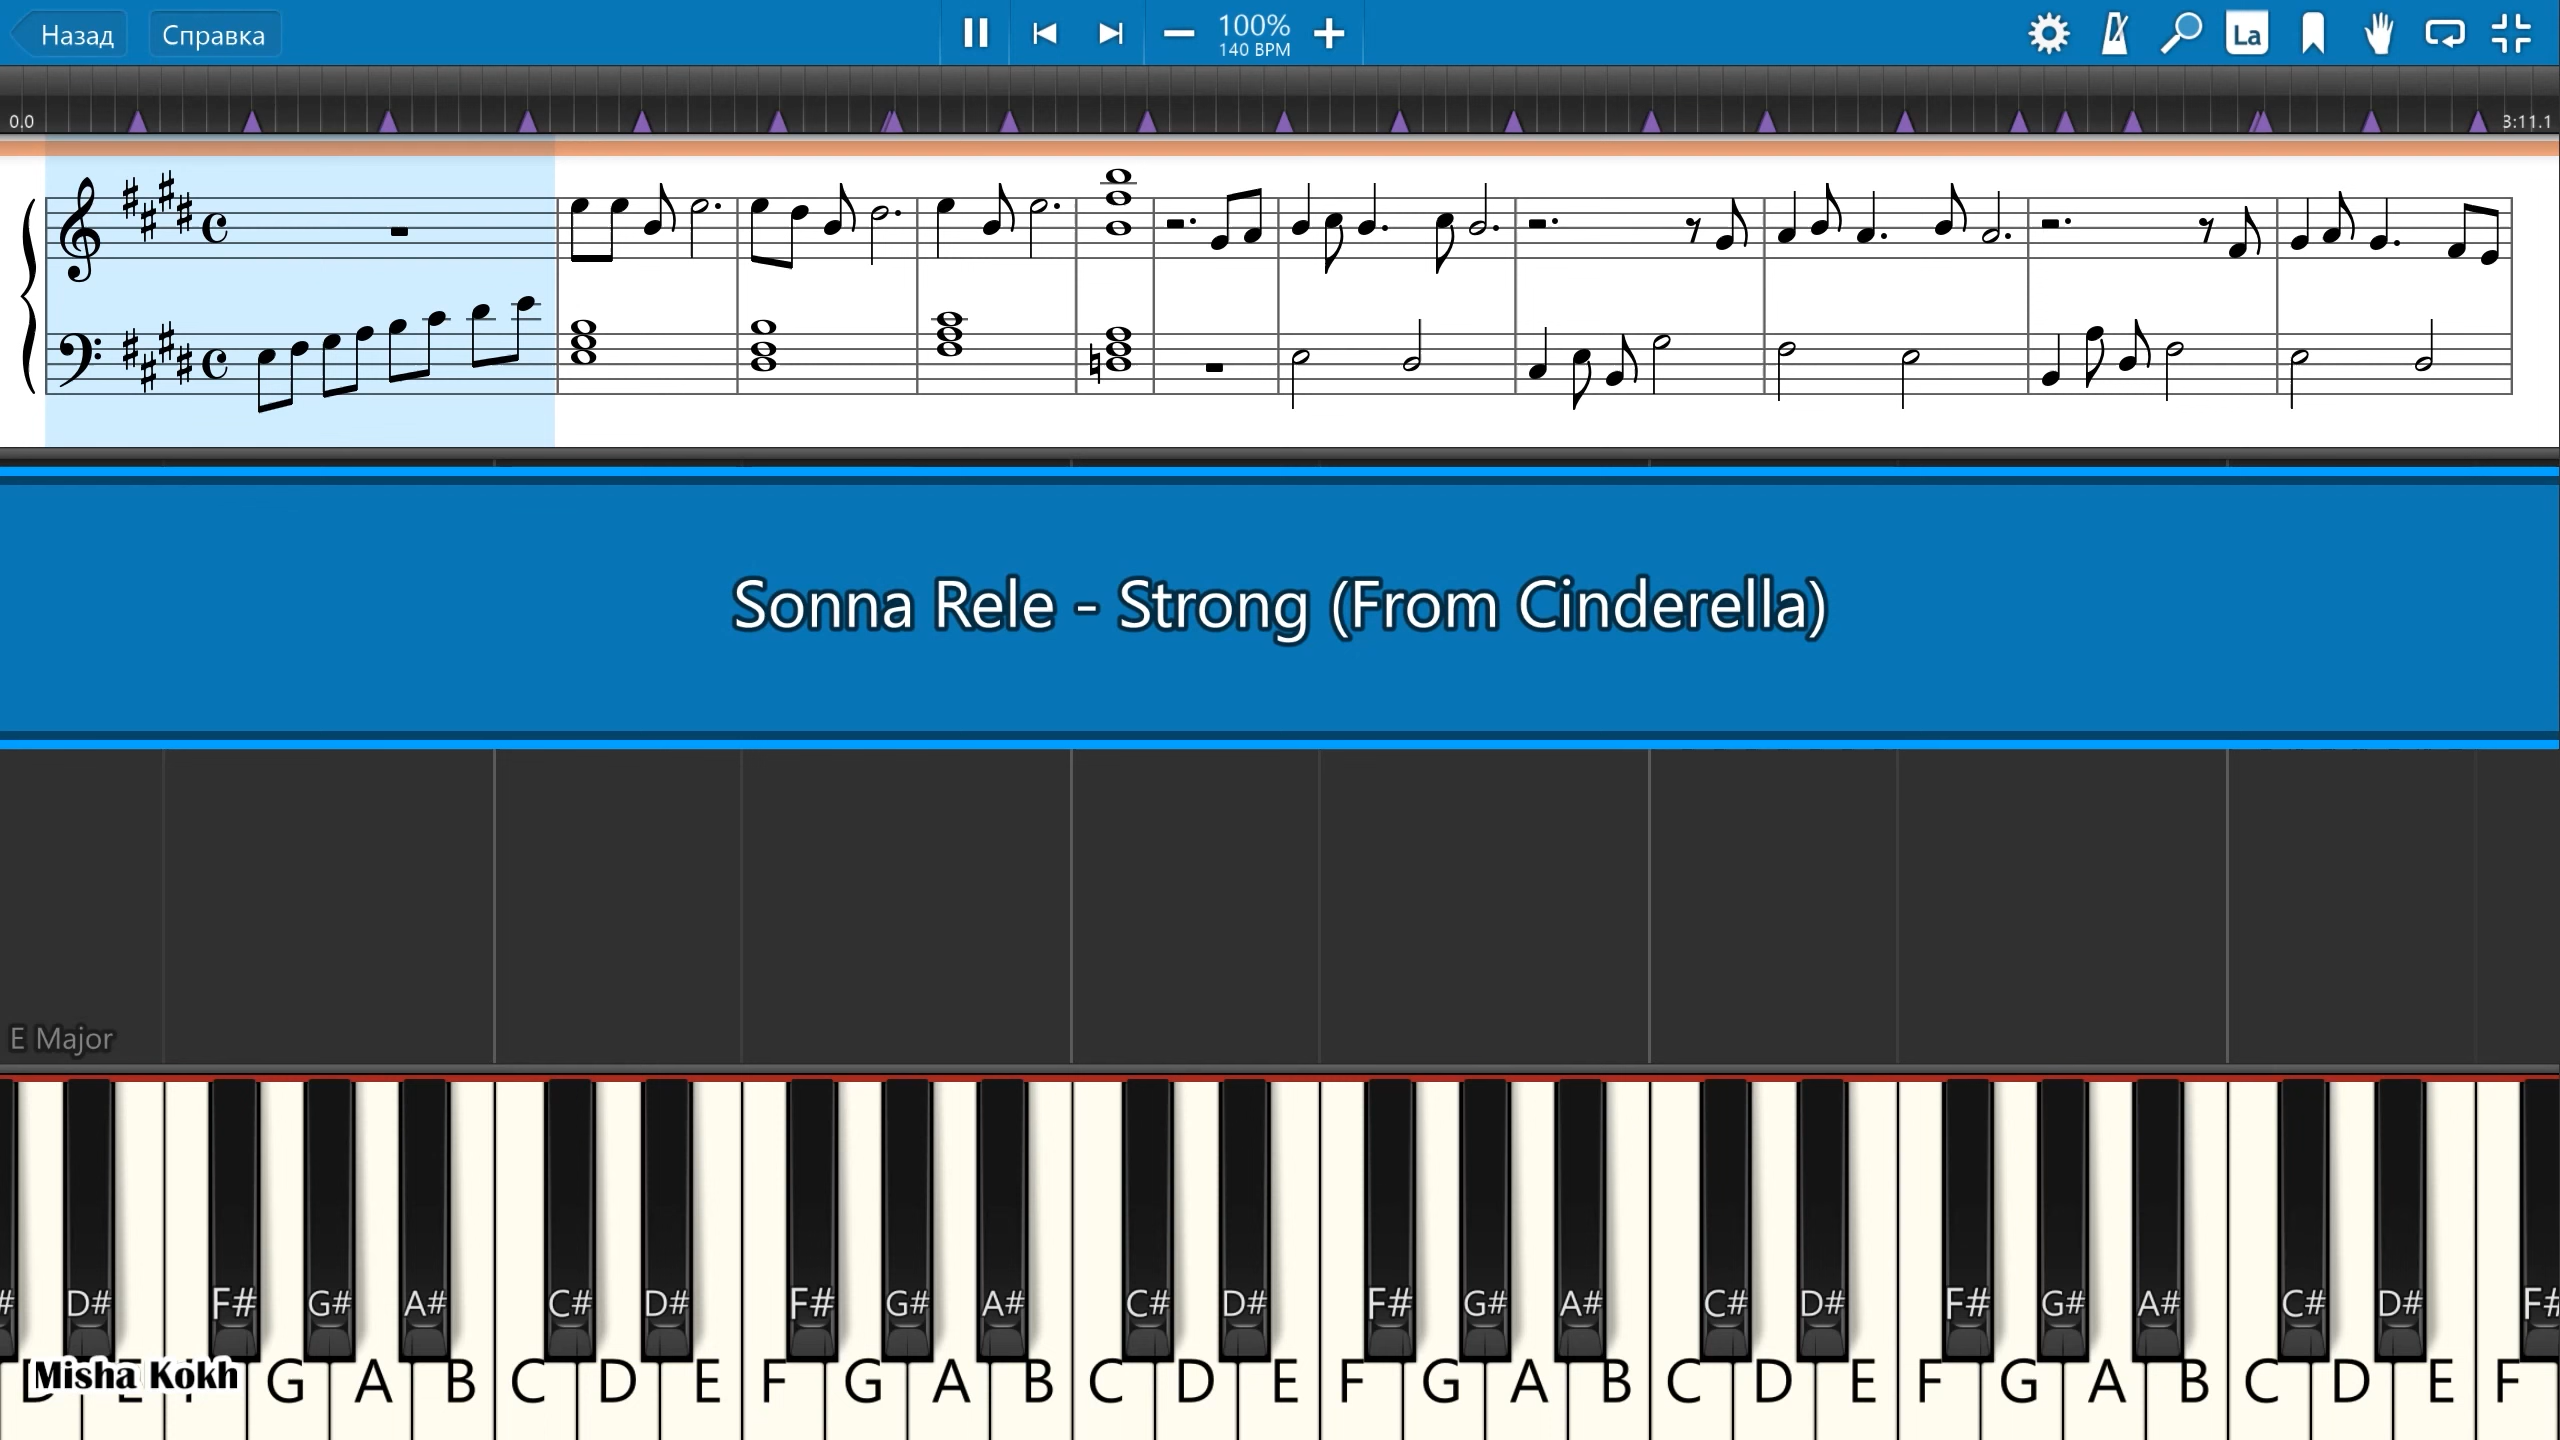 Назад Справка 100% La
140 BPM
0.0 3:11.1
Sonna Rele - Strong (From Cinderella)
E Major
# D# F# G# A# C# D# F# G# A# C# D# F# G# A# C# D# F# G# A# C# D# F#
Misha Kokh
D E F G A B C D E F G A B C D E F G A B C D E F G A B C D E F